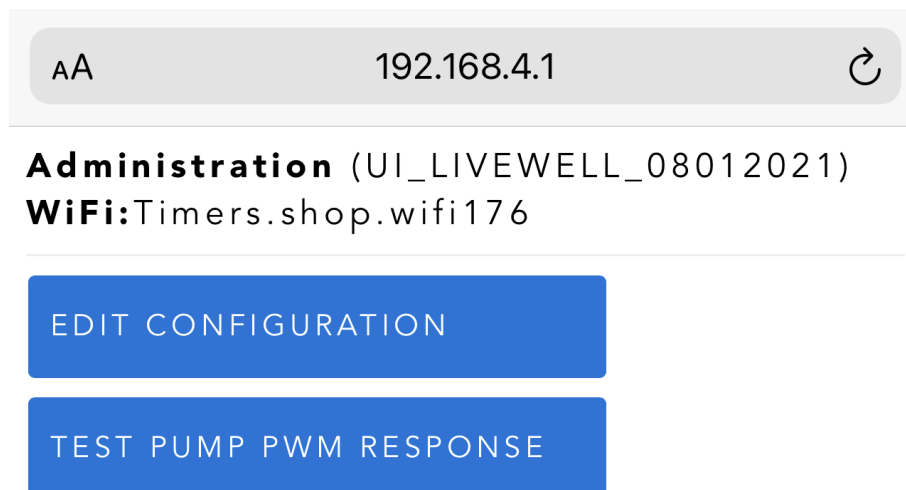 AA
192.168.4.1
Administration (UI_LIVEWELL_08012021)
WiFi:Timers.shop.wifi176
EDIT CONFIGURATION
TEST PUMP PWM RESPONSE